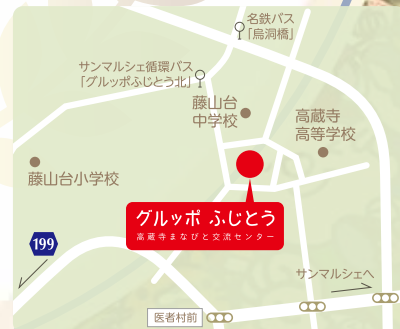 名鉄バス
「烏洞橋」
サンマルシェ循環バス
「グルッポふじとう北」
藤山台
中学校
高蔵寺
高等学校
藤山台小学校
グルッポ ふじとう
高蔵寺まなびと交流センター
199
サンマルシェへ
医者村前